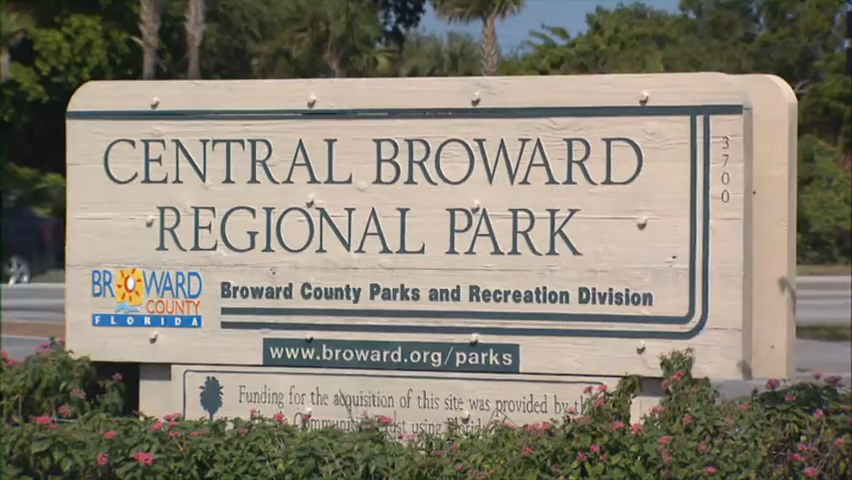 CENTRAL BROWARD
REGIONAL PARK
3700
BROWARD
COUNTY
FLORIDA
Broward County Parks and Recreation Division
www.broward.org/parks
Funding for the acquisition of this site was provided by
using